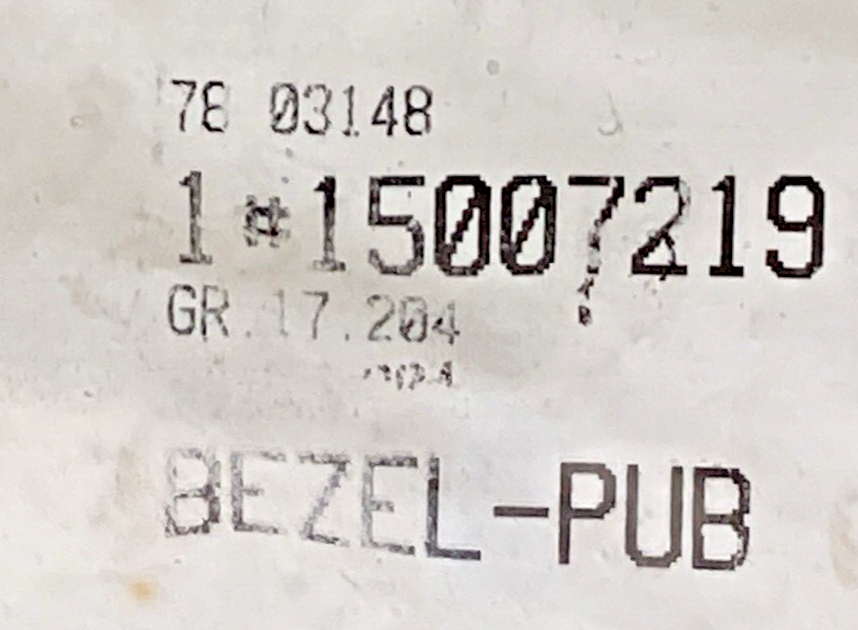 78 03148
1 * 15007219
GR.17.204
BEZEL-PUB